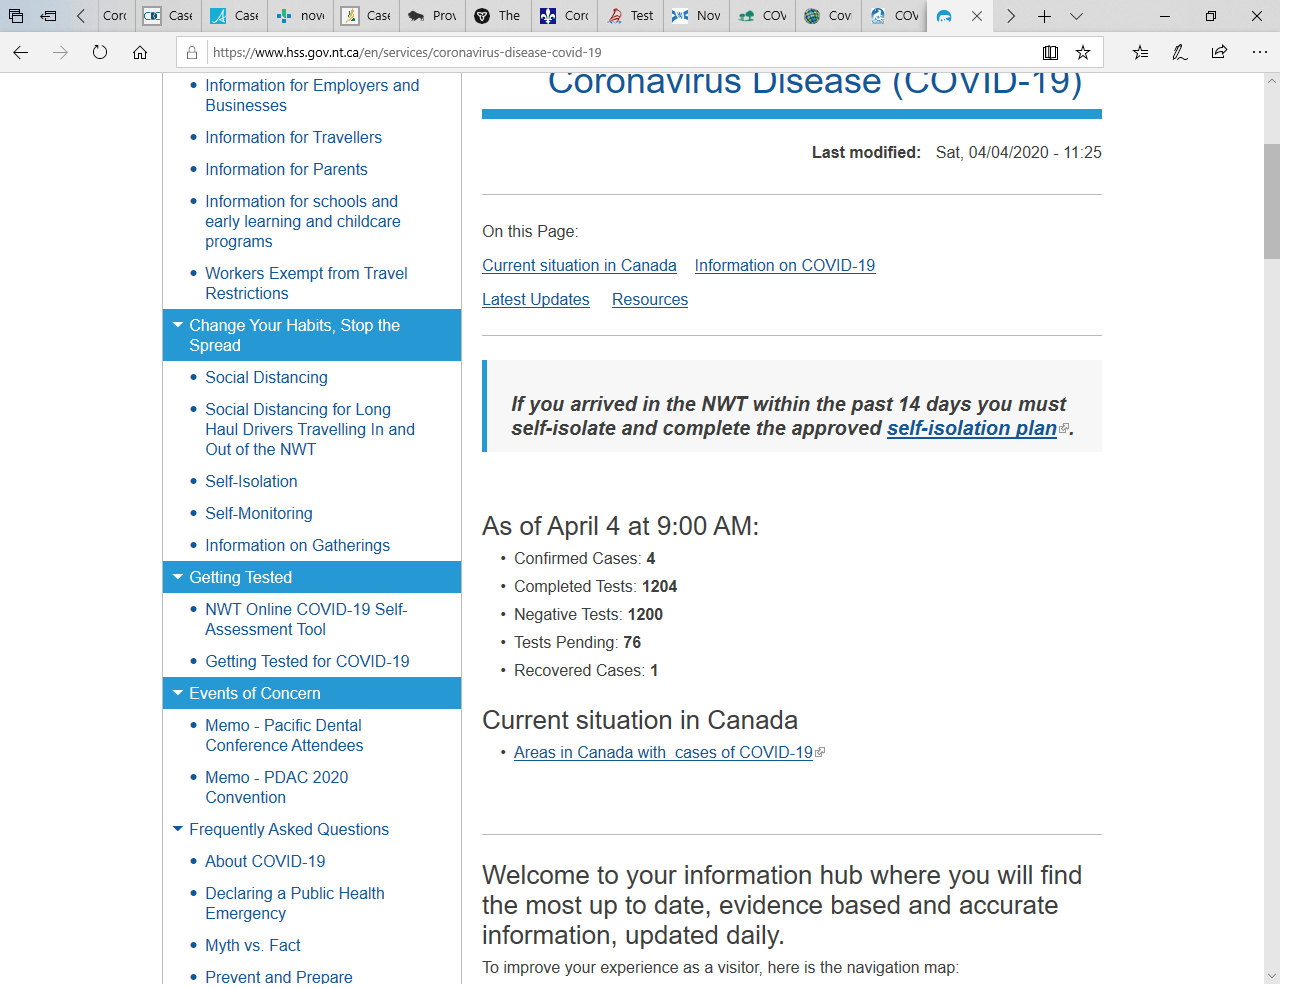 Corc
Case
Case
nove
Case
Prov
The
Corc
Test
Nov
COV
Covi
COV
https://www.hss.gov.nt.ca/en/services/coronavirus-disease-covid-19
Information for Employers and
Businesses
Information for Travellers
Information for Parents
Information for schools and
early learning and childcare
programs
Workers Exempt from Travel
Restrictions
Change Your Habits, Stop the
Spread
Social Distancing
Social Distancing for Long
Haul Drivers Travelling In and
Out of the NWT
Self-Isolation
Self-Monitoring
Information on Gatherings
Getting Tested
NWT Online COVID-19 Self-
Assessment Tool
Getting Tested for COVID-19
Events of Concern
Memo - Pacific Dental
Conference Attendees
Memo - PDAC 2020
Convention
Frequently Asked Questions
About COVID-19
Declaring a Public Health
Emergency
Myth vs. Fact
Prevent and Prepare
Coronavirus Disease (COVID-19)
Last modified: Sat, 04/04/2020 - 11:25
On this Page:
Current situation in Canada Information on COVID-19
Latest Updates Resources
If you arrived in the NWT within the past 14 days you must
self-isolate and complete the approved self-isolation plan.
As of April 4 at 9:00 AM:
Confirmed Cases: 4
Completed Tests: 1204
Negative Tests: 1200
Tests Pending: 76
Recovered Cases: 1
Current situation in Canada
Areas in Canada with cases of COVID-19
Welcome to your information hub where you will find
the most up to date, evidence based and accurate
information, updated daily.
To improve your experience as a visitor, here is the navigation map: